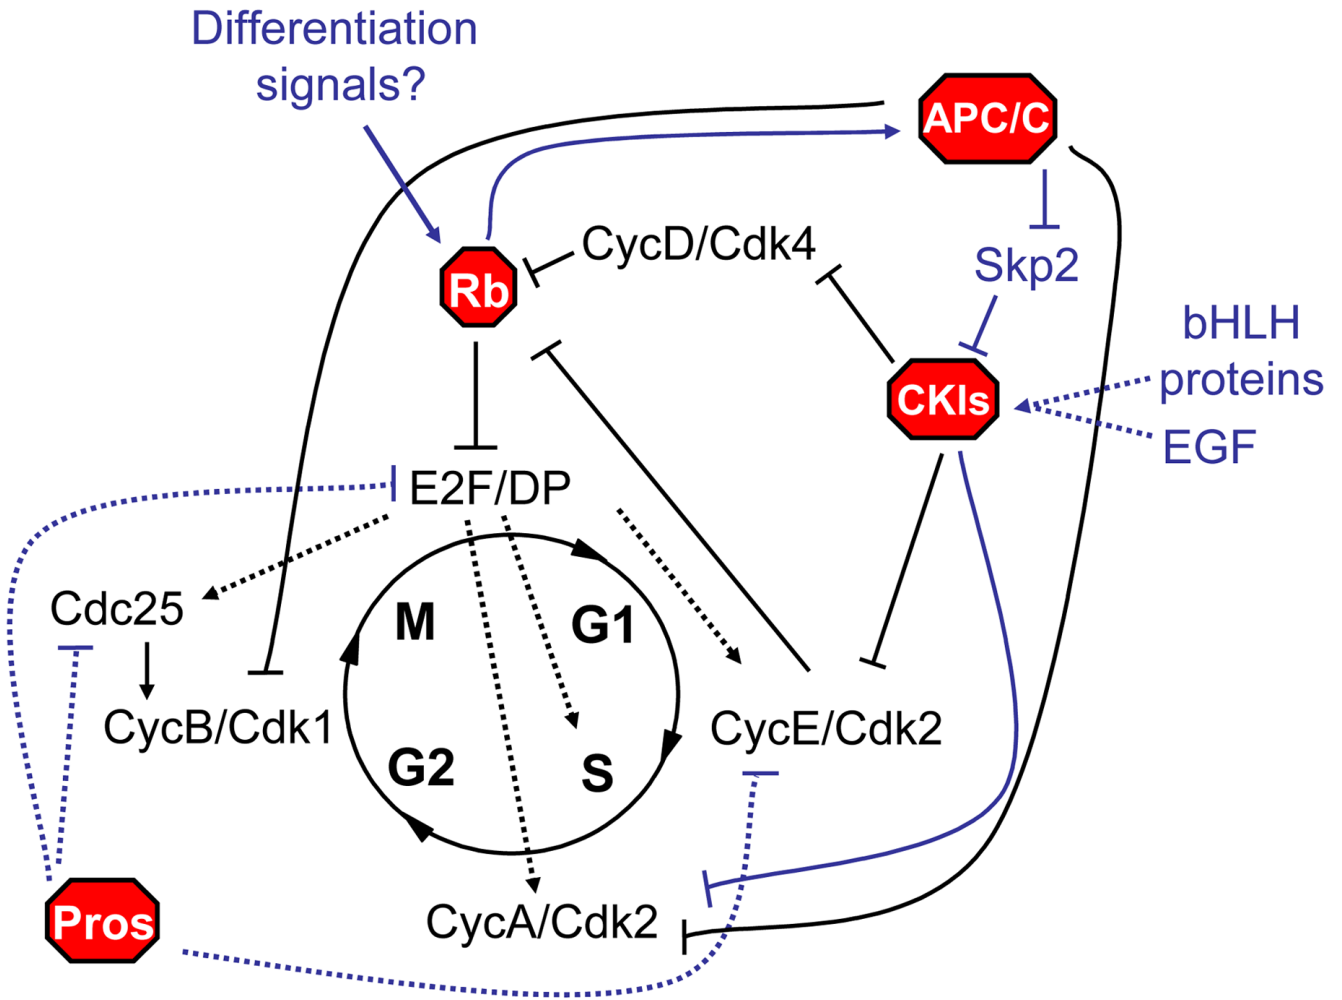 Differentiation
signals?
APC/C
CycD/Cdk4
Skp2
Rb
bHLH
proteins
CKIs
EGF
E2F/DP
Cdc25
M
G1
CycB/Cdk1
CycE/Cdk2
G2
S
Pros
CycA/Cdk2